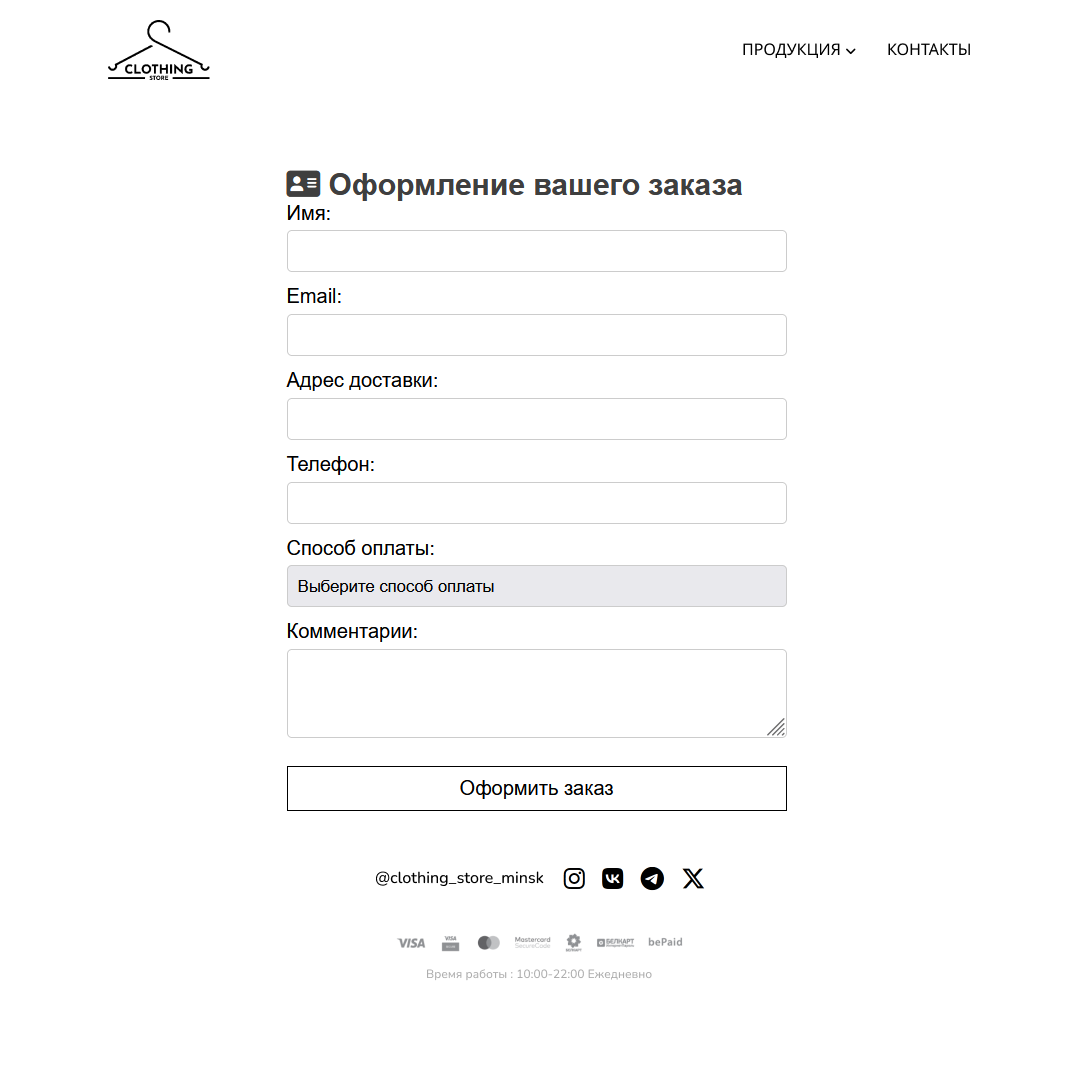 CLOTHING
STORE
ПРОДУКЦИЯ КОНТАКТЫ
Оформление вашего заказа
Имя:
Email:
Адрес доставки:
Телефон:
Способ оплаты:
Выберите способ оплаты
Комментарии:
Оформить заказ
@clothing_store_minsk
VISA VISA Mastercard SecureCode БЕЛКАРТ БЕЛКАРТ bePaid
Время работы : 10:00-22:00 Ежедневно